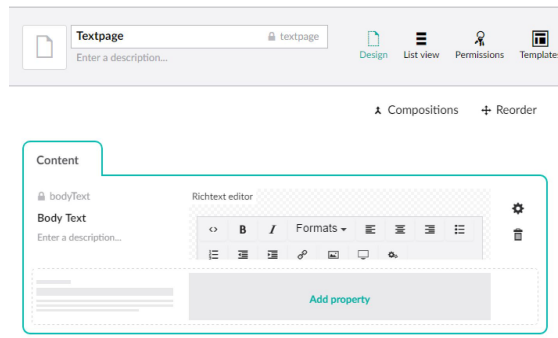 Textpage
textpage
Enter a description...
Design
List view
Permissions
Templates
Compositions
Reorder
Content
bodyText
Richtext editor
Body Text
Enter a description...
B I Formats
Add property